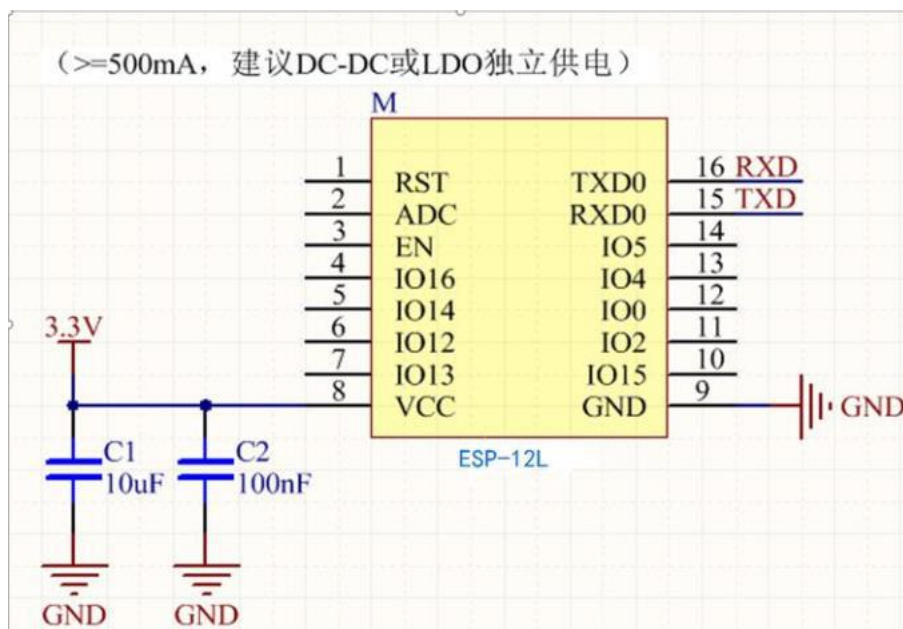 （>=500mA，建议DC-DC或LDO独立供电）
M
1 RST TXD0 16 RXD
2 ADC RXD0 15 TXD
3 EN IO5 14
4 IO16 IO4 13
5 IO14 IO0 12
6 IO12 IO2 11
7 IO13 IO15 10
3.3V
8 VCC GND 9 GND
ESP-12L
C1 C2
10uF 100nF
GND GND